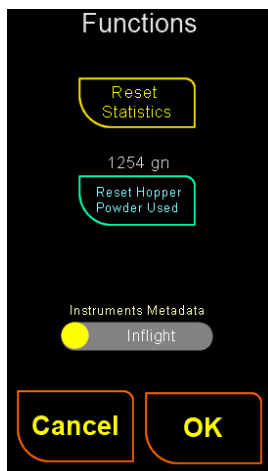 Functions
Reset
Statistics
1254 gn
Reset Hopper
Powder Used
Instruments Metadata
Inflight
Cancel
OK